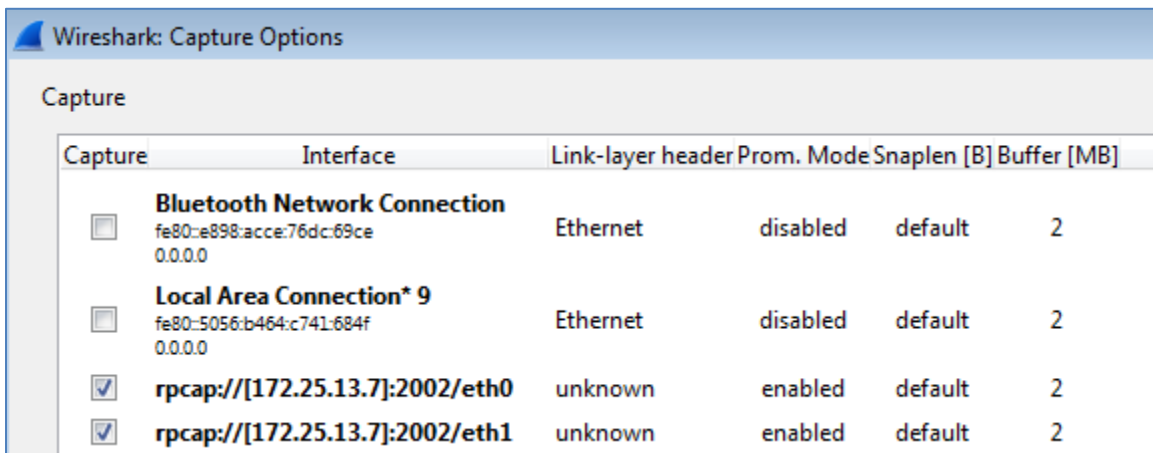 Wireshark: Capture Options
Capture
Capture Interface Link-layer header Prom. Mode Snaplen [B] Buffer [MB]
Bluetooth Network Connection
fe80::e898:acce:76dc:69ce Ethernet disabled default 2
0.0.0.0
Local Area Connection* 9
fe80::5056:b464:c741:684f Ethernet disabled default 2
0.0.0.0
rpcap://[172.25.13.7]:2002/eth0 unknown enabled default 2
rpcap://[172.25.13.7]:2002/eth1 unknown enabled default 2